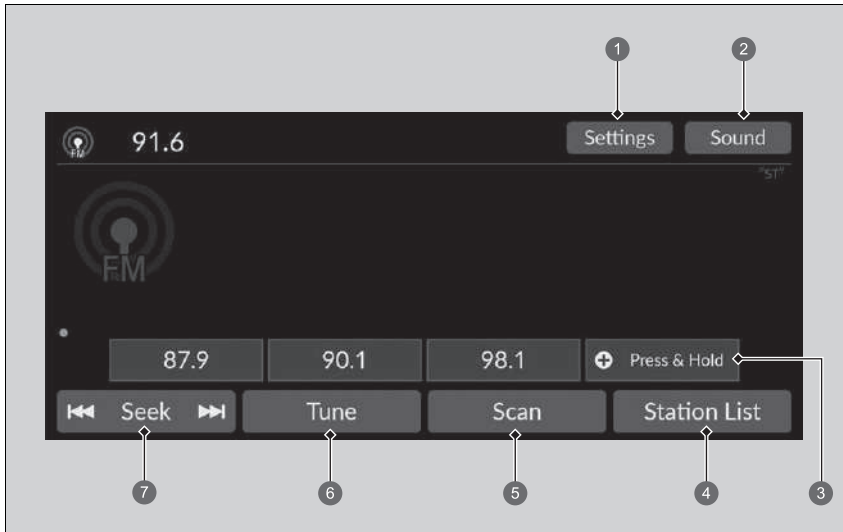 1 2
91.6 Settings Sound
FM
"ST"
FM
87.9 90.1 98.1 Press & Hold
Seek Tune Scan Station List
7 6 5 4 3